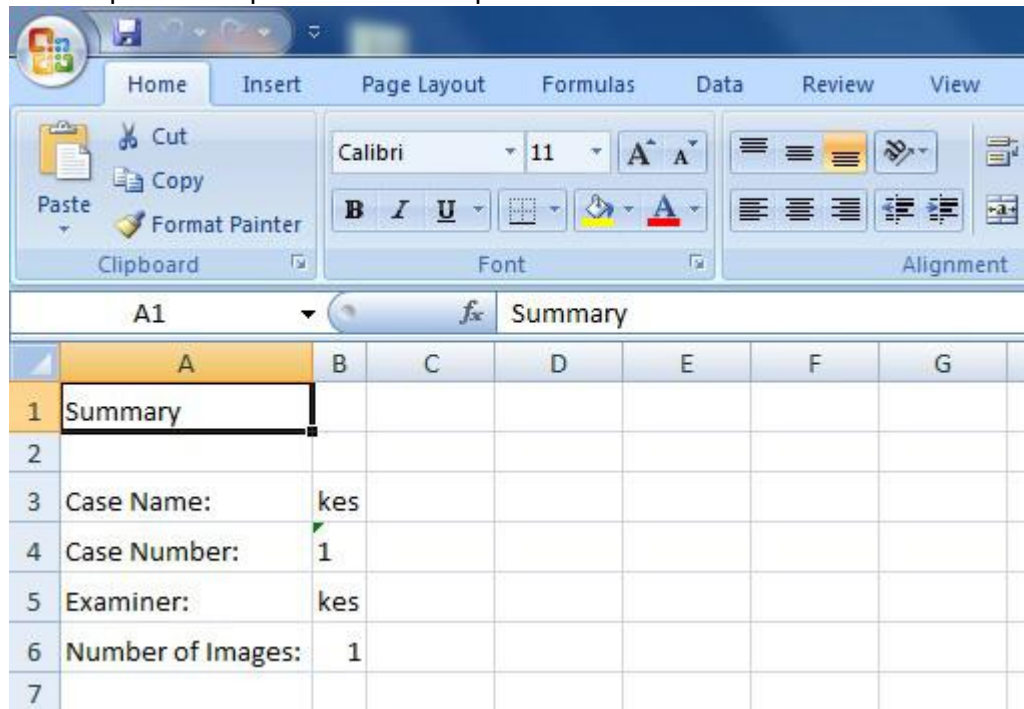 Home Insert Page Layout Formulas Data Review View
Cut
Calibri 11 A A
Copy
Paste
B I U A
Format Painter
Clipboard Font Alignment
A1 fx Summary
A B C D E F G
1 Summary
2
3 Case Name: kes
4 Case Number: 1
5 Examiner: kes
6 Number of Images: 1
7